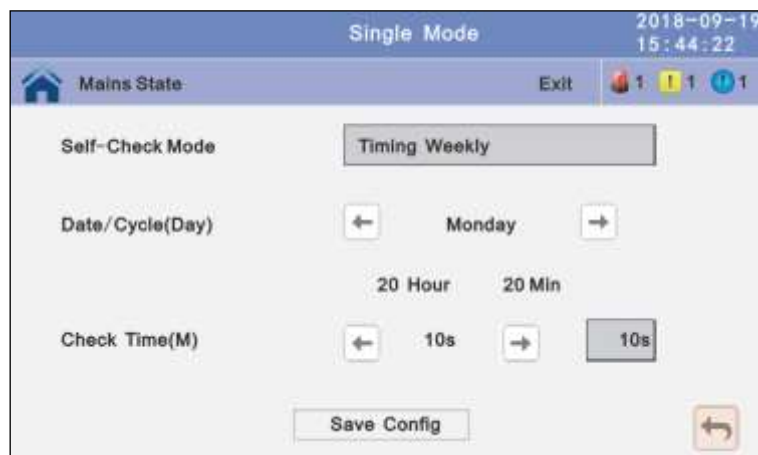 Single Mode
2018-09-19
15:44:22
Mains State Exit 1 ! 1 ! 1
Self-Check Mode Timing Weekly
Date/Cycle(Day) ← Monday →
20 Hour 20 Min
Check Time(M) ← 10s → 10s
Save Config